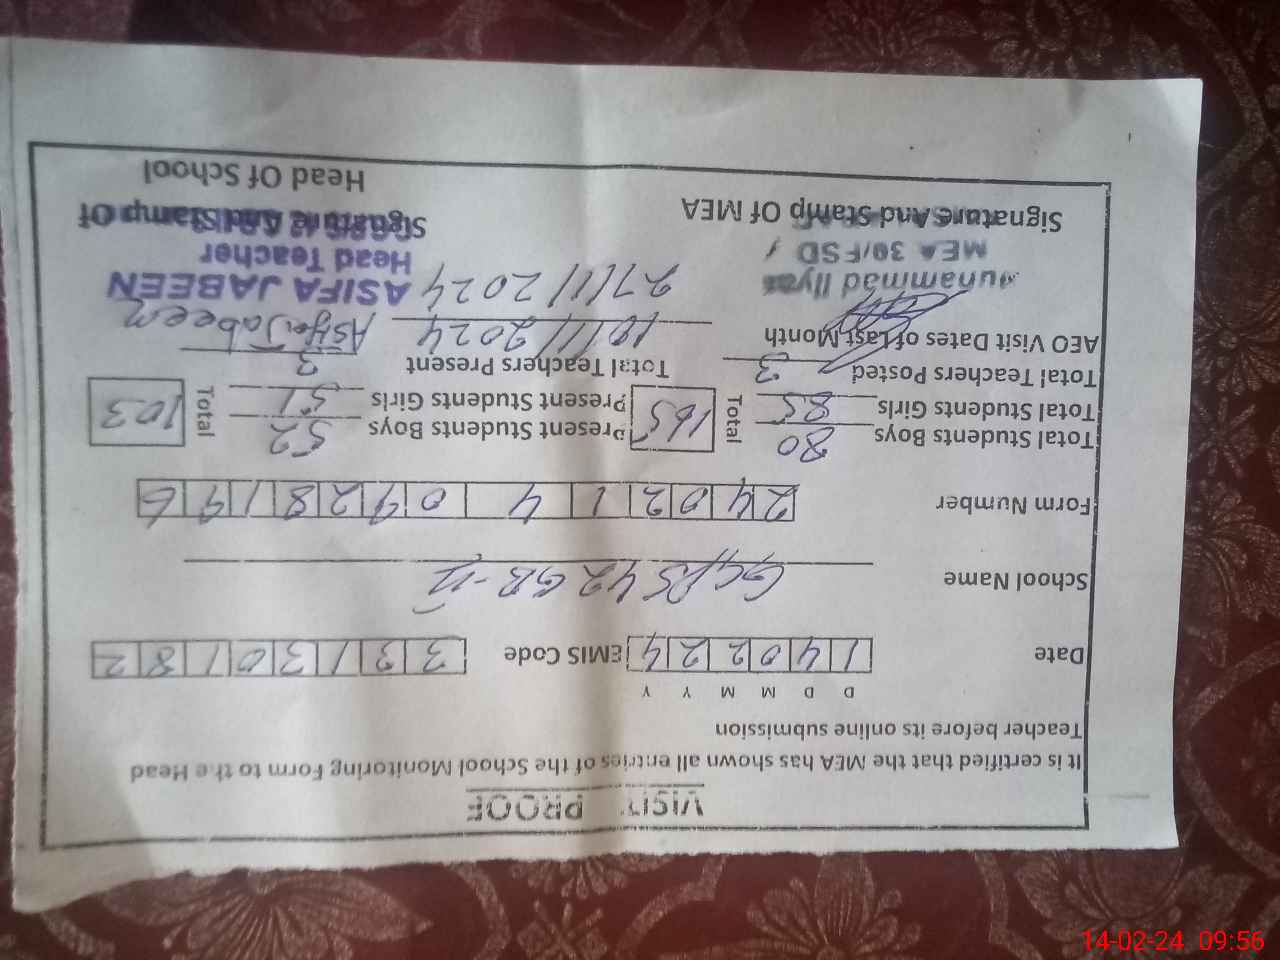 VISIT PROOF
It is certified that the MEA has shown all entries of the School Monitoring Form to the Head
Teacher before its online submission
D D M M Y Y
Date 1 4 0 2 2 4 EMIS Code 3 3 1 3 0 1 8 2
School Name GGPS 42 GB-II
Form Number 2 4 0 2 1 4 0 9 2 8 1 9 6
Total Students Boys 80 Total 165 Present Students Boys 52 Total 103
Total Students Girls 85 Present Students Girls 51
Total Teachers Posted 3 Total Teachers Present 3
AEO Visit Dates of Last Month 10/1/2024 Asifa Jabeen
27/1/2024
Muhammad Ilyas ASIFA JABEEN
MEA 30/FSD Head Teacher
Signature And Stamp Of MEA Signature And Stamp Of
Head Of School
14-02-24 09:56